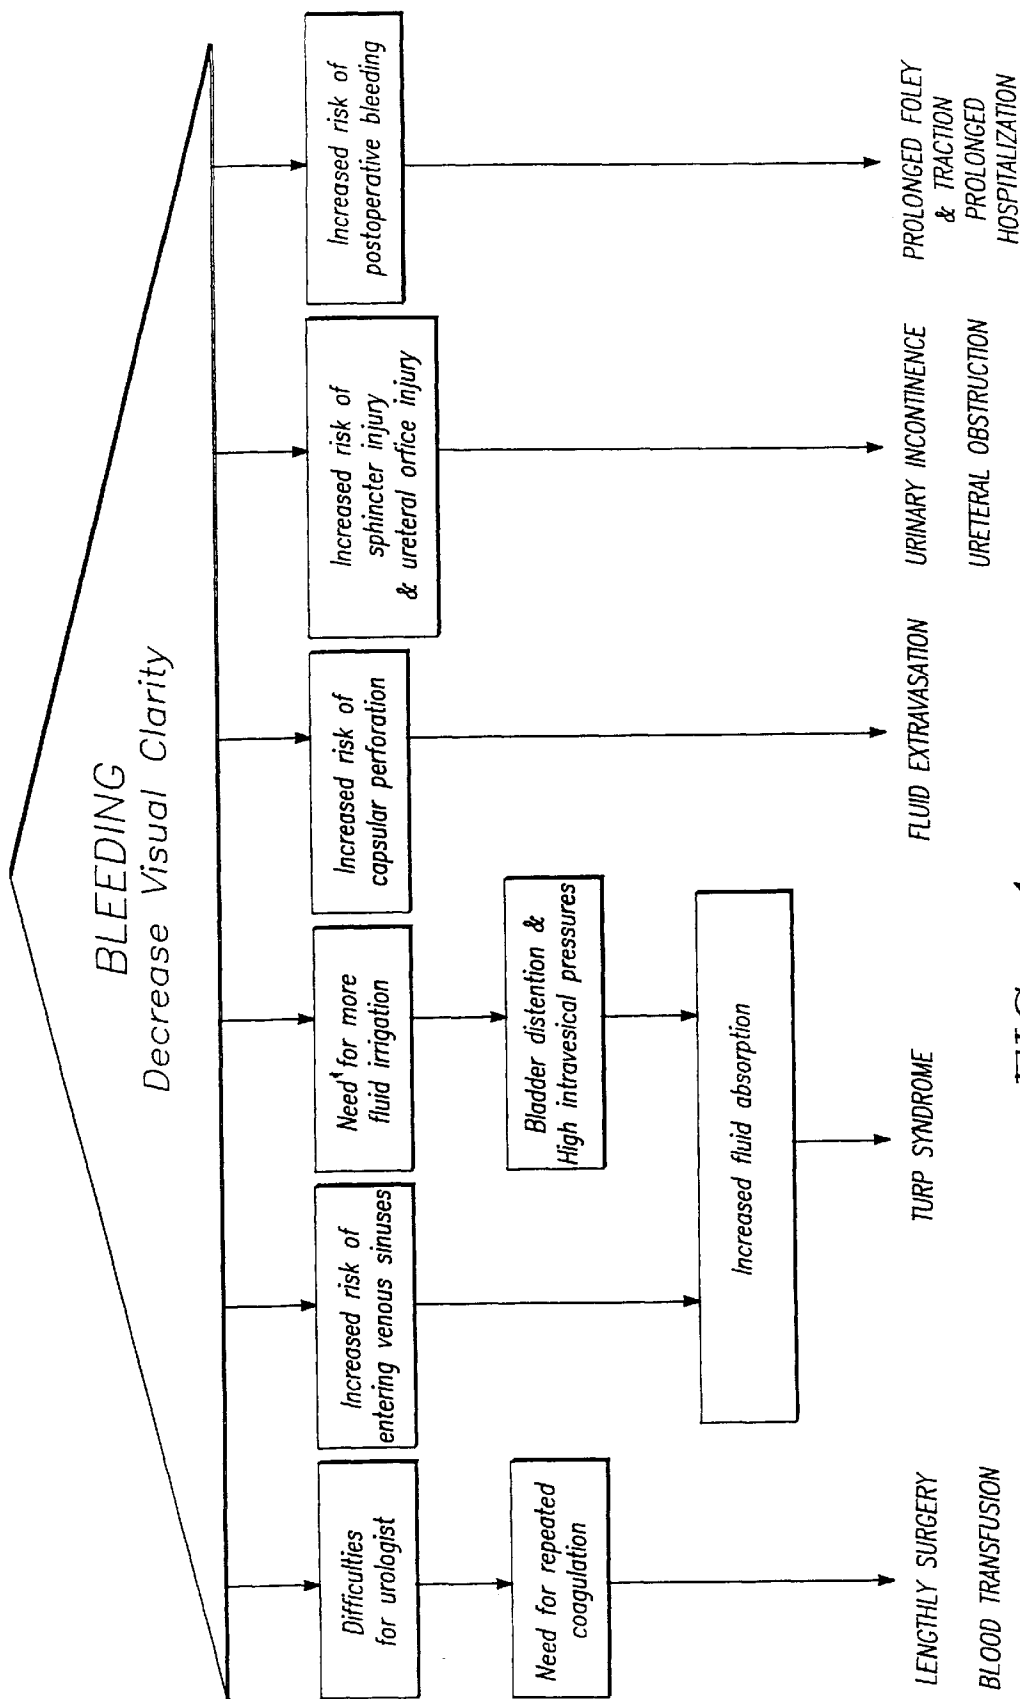 BLEEDING
Decrease Visual Clarity
Difficulties
for urologist
Need for repeated
coagulation
LENGTHLY SURGERY
BLOOD TRANSFUSION
Increased risk of
entering venous sinuses
Need for more
fluid irrigation
Bladder distention &
High intravesical pressures
Increased fluid absorption
TURP SYNDROME
Increased risk of
capsular perforation
FLUID EXTRAVASATION
Increased risk of
sphincter injury
& ureteral orfice injury
URINARY INCONTINENCE
URETERAL OBSTRUCTION
Increased risk of
postoperative bleeding
PROLONGED FOLEY
& TRACTION
PROLONGED
HOSPITALIZATION